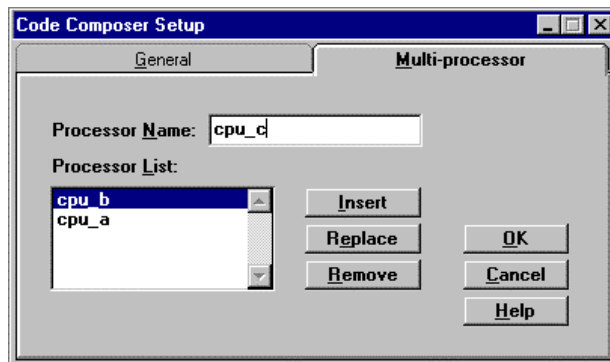 Code Composer Setup
General
Multi-processor
Processor Name: cpu_c
Processor List:
cpu_b
cpu_a
Insert
Replace
Remove
OK
Cancel
Help